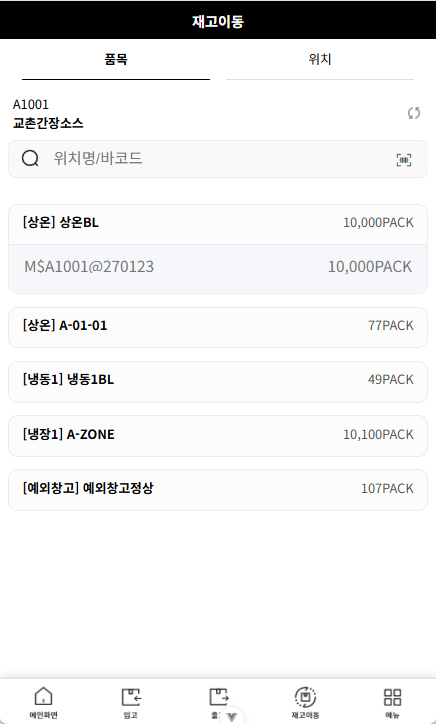 재고이동
품목 위치
A1001
교촌간장소스
위치명/바코드
[상온] 상온BL 10,000PACK
M$A1001@270123 10,000PACK
[상온] A-01-01 77PACK
[냉동1] 냉동1BL 49PACK
[냉장1] A-ZONE 10,100PACK
[예외창고] 예외창고정상 107PACK
메인화면 입고 재고이동 메뉴